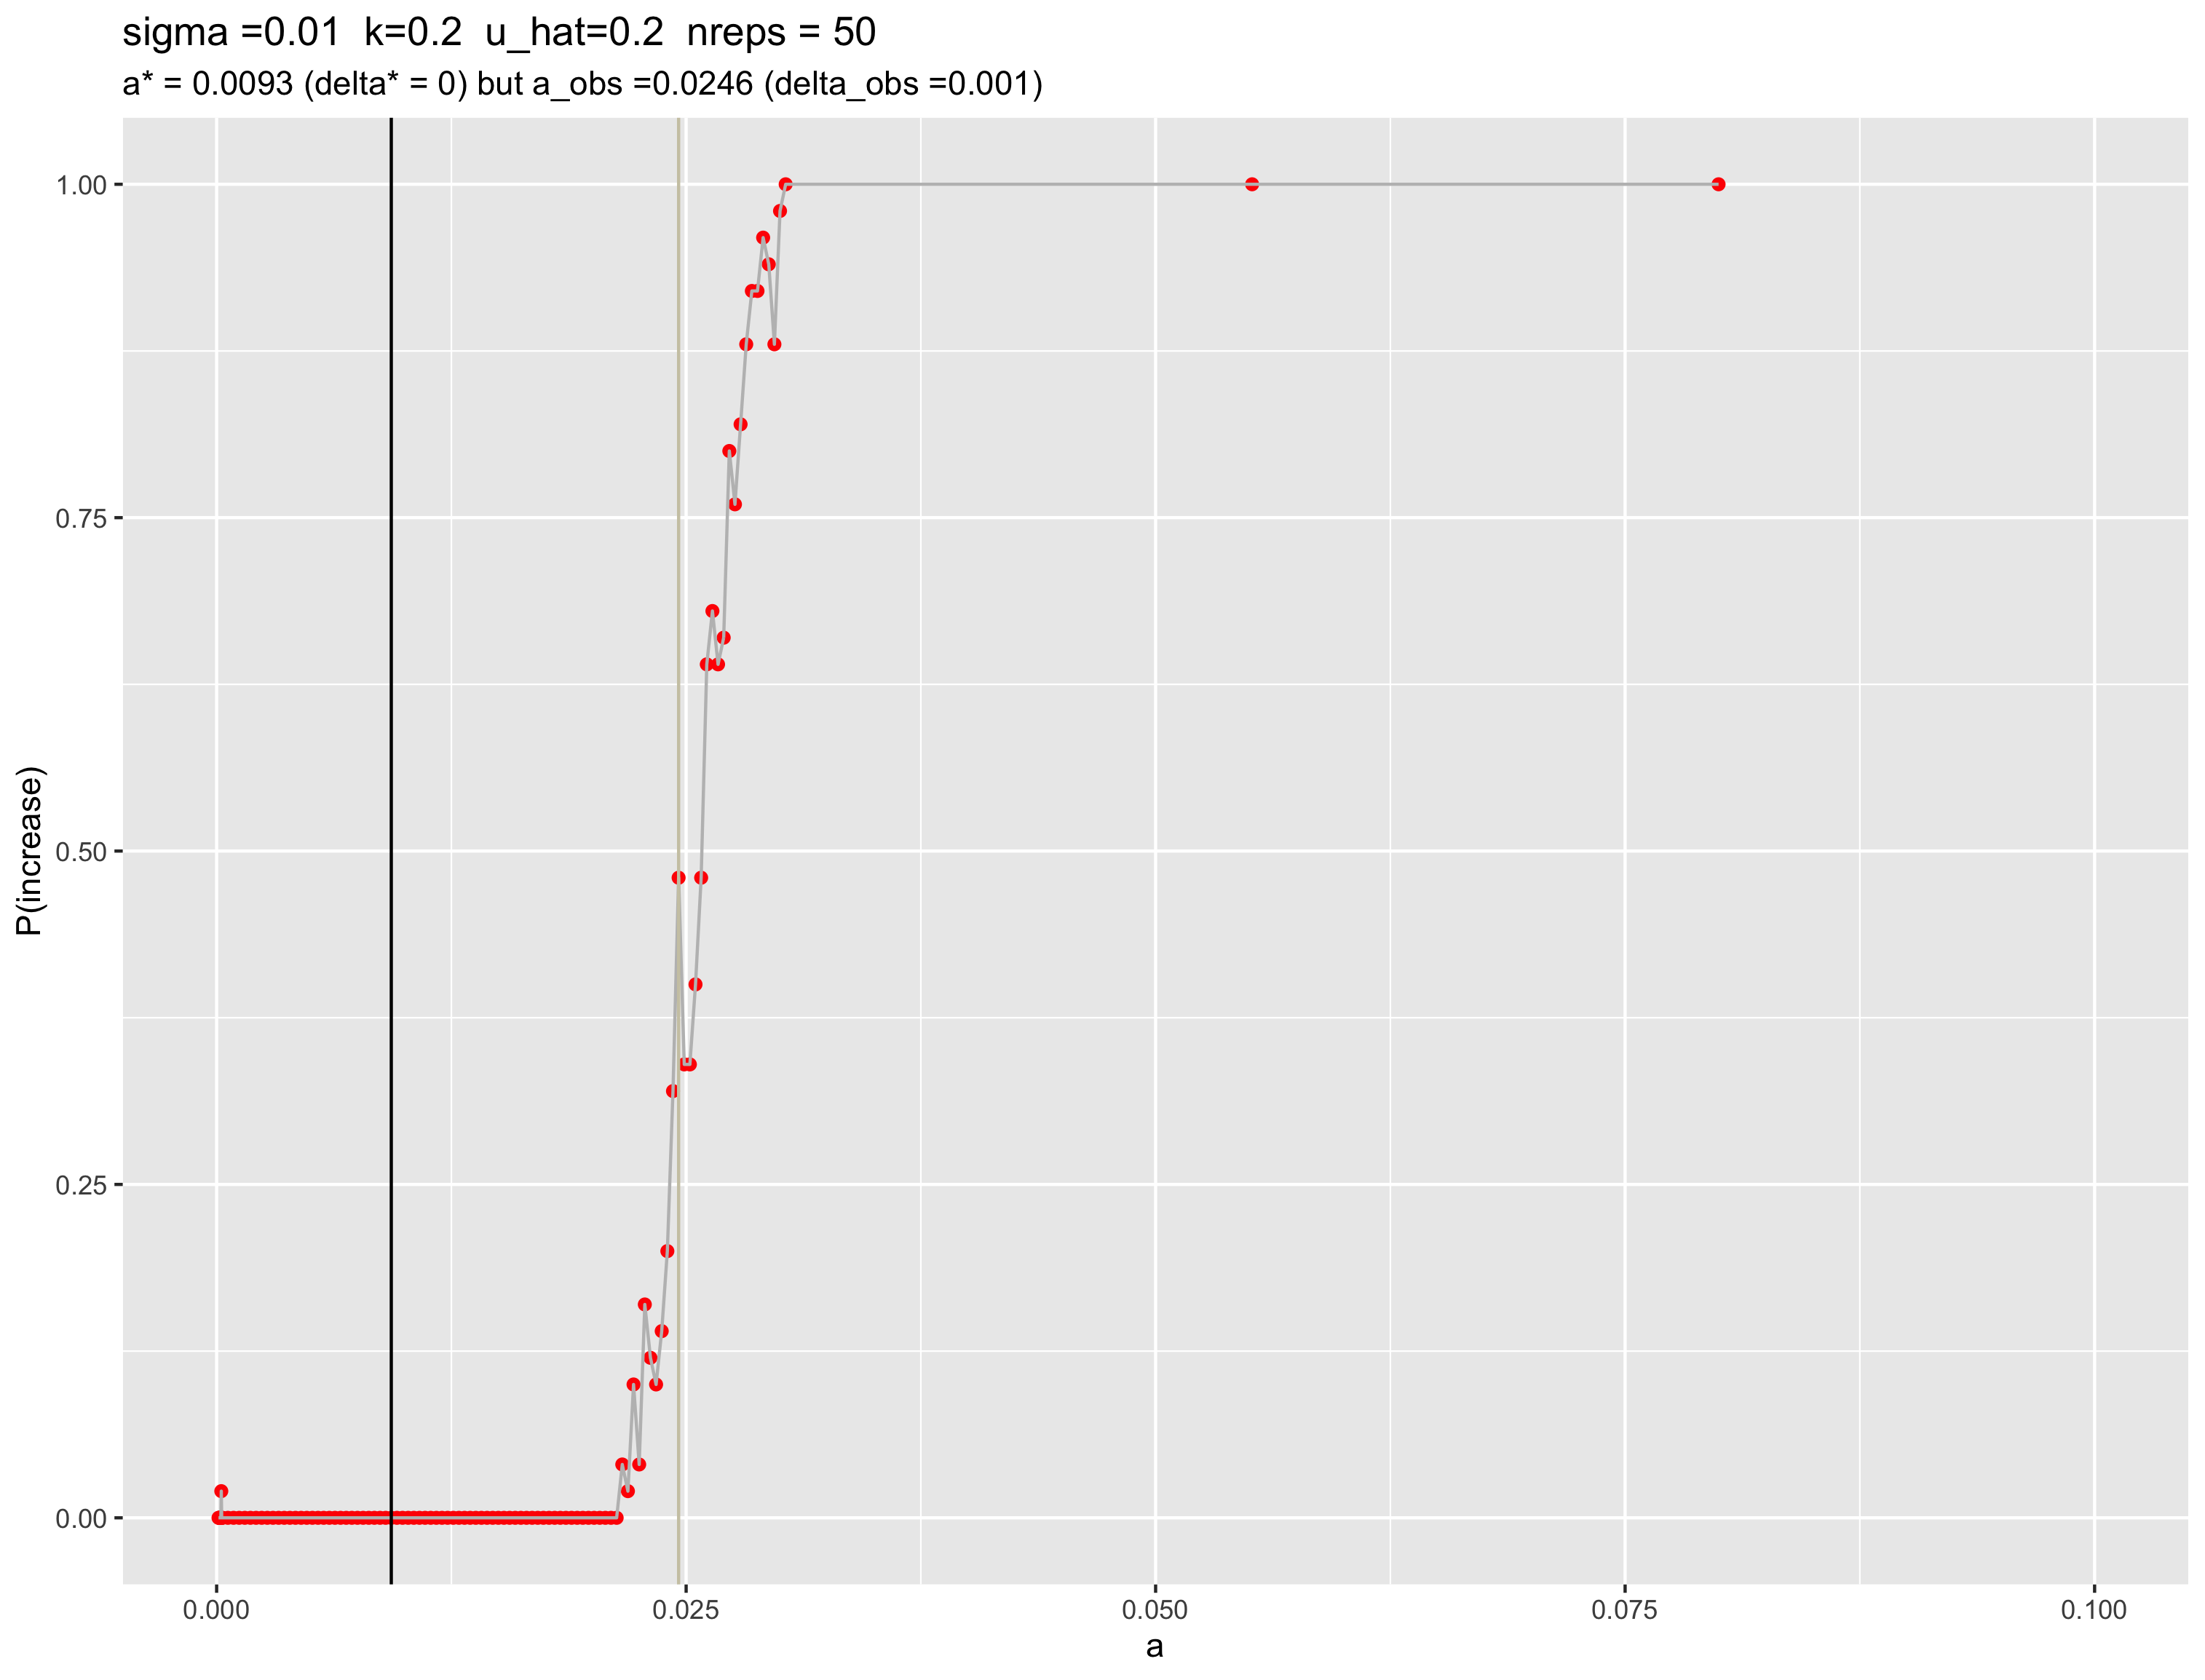 sigma =0.01  k=0.2  u_hat=0.2  nreps = 50
a* = 0.0093 (delta* = 0) but a_obs =0.0246 (delta_obs =0.001)
1.00
0.75
0.50
0.25
0.00
P(increase)
0.000 0.025 0.050 0.075 0.100
a